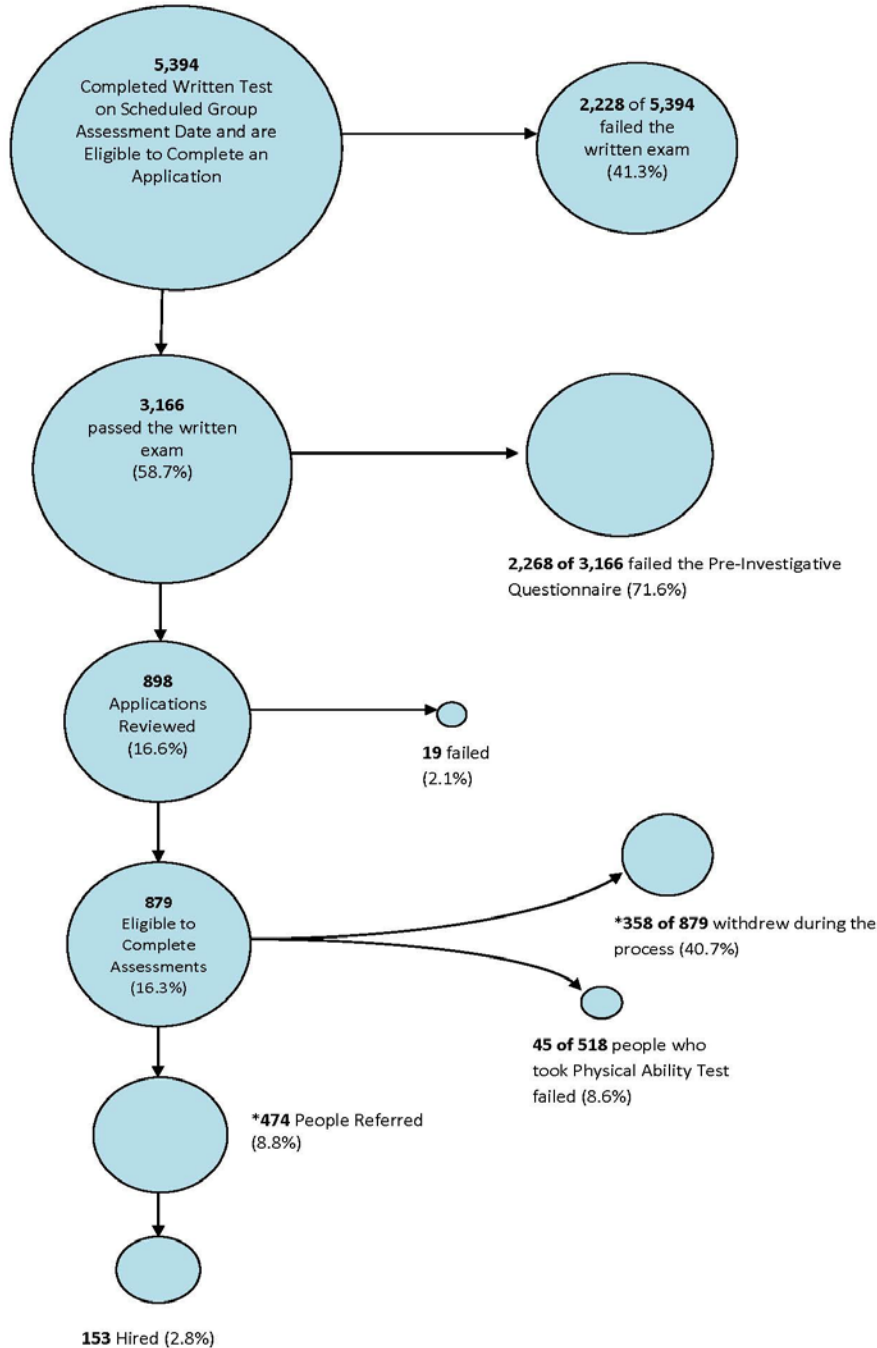 5,394
Completed Written Test
on Scheduled Group
Assessment Date and are
Eligible to Complete an
Application
2,228 of 5,394
failed the
written exam
(41.3%)
3,166
passed the written
exam
(58.7%)
2,268 of 3,166 failed the Pre-Investigative
Questionnaire (71.6%)
898
Applications
Reviewed
(16.6%)
19 failed
(2.1%)
879
Eligible to
Complete
Assessments
(16.3%)
*358 of 879 withdrew during the
process (40.7%)
45 of 518 people who
took Physical Ability Test
failed (8.6%)
*474 People Referred
(8.8%)
153 Hired (2.8%)